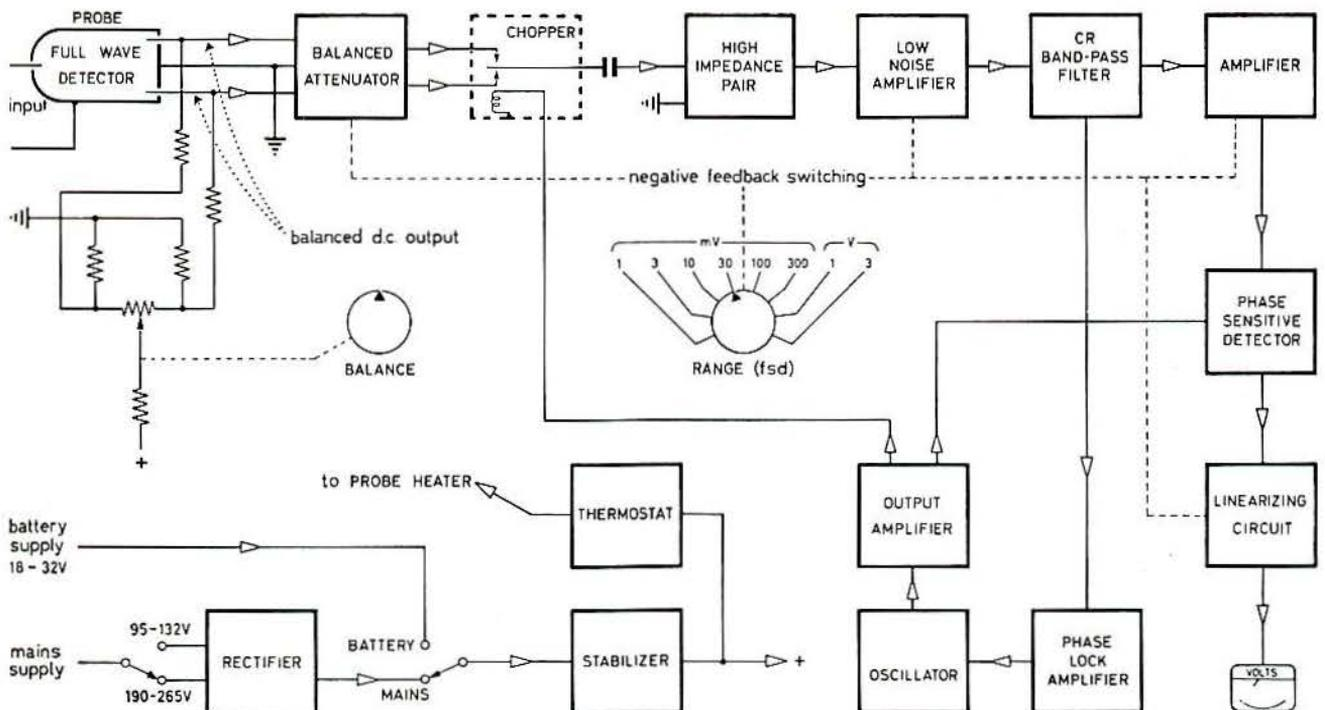 PROBE
FULL WAVE
DETECTOR
input
BALANCED
ATTENUATOR
CHOPPER
HIGH
IMPEDANCE
PAIR
LOW
NOISE
AMPLIFIER
CR
BAND-PASS
FILTER
AMPLIFIER
negative feedback switching
balanced d.c. output
mV
V
1 3 10 30 100 300 1 3
BALANCE
RANGE (fsd)
PHASE
SENSITIVE
DETECTOR
+
to PROBE HEATER
THERMOSTAT
OUTPUT
AMPLIFIER
LINEARIZING
CIRCUIT
battery
supply
18 - 32V
mains
supply
95-132V
190-265V
RECTIFIER
BATTERY
MAINS
STABILIZER
+
OSCILLATOR
PHASE
LOCK
AMPLIFIER
VOLTS